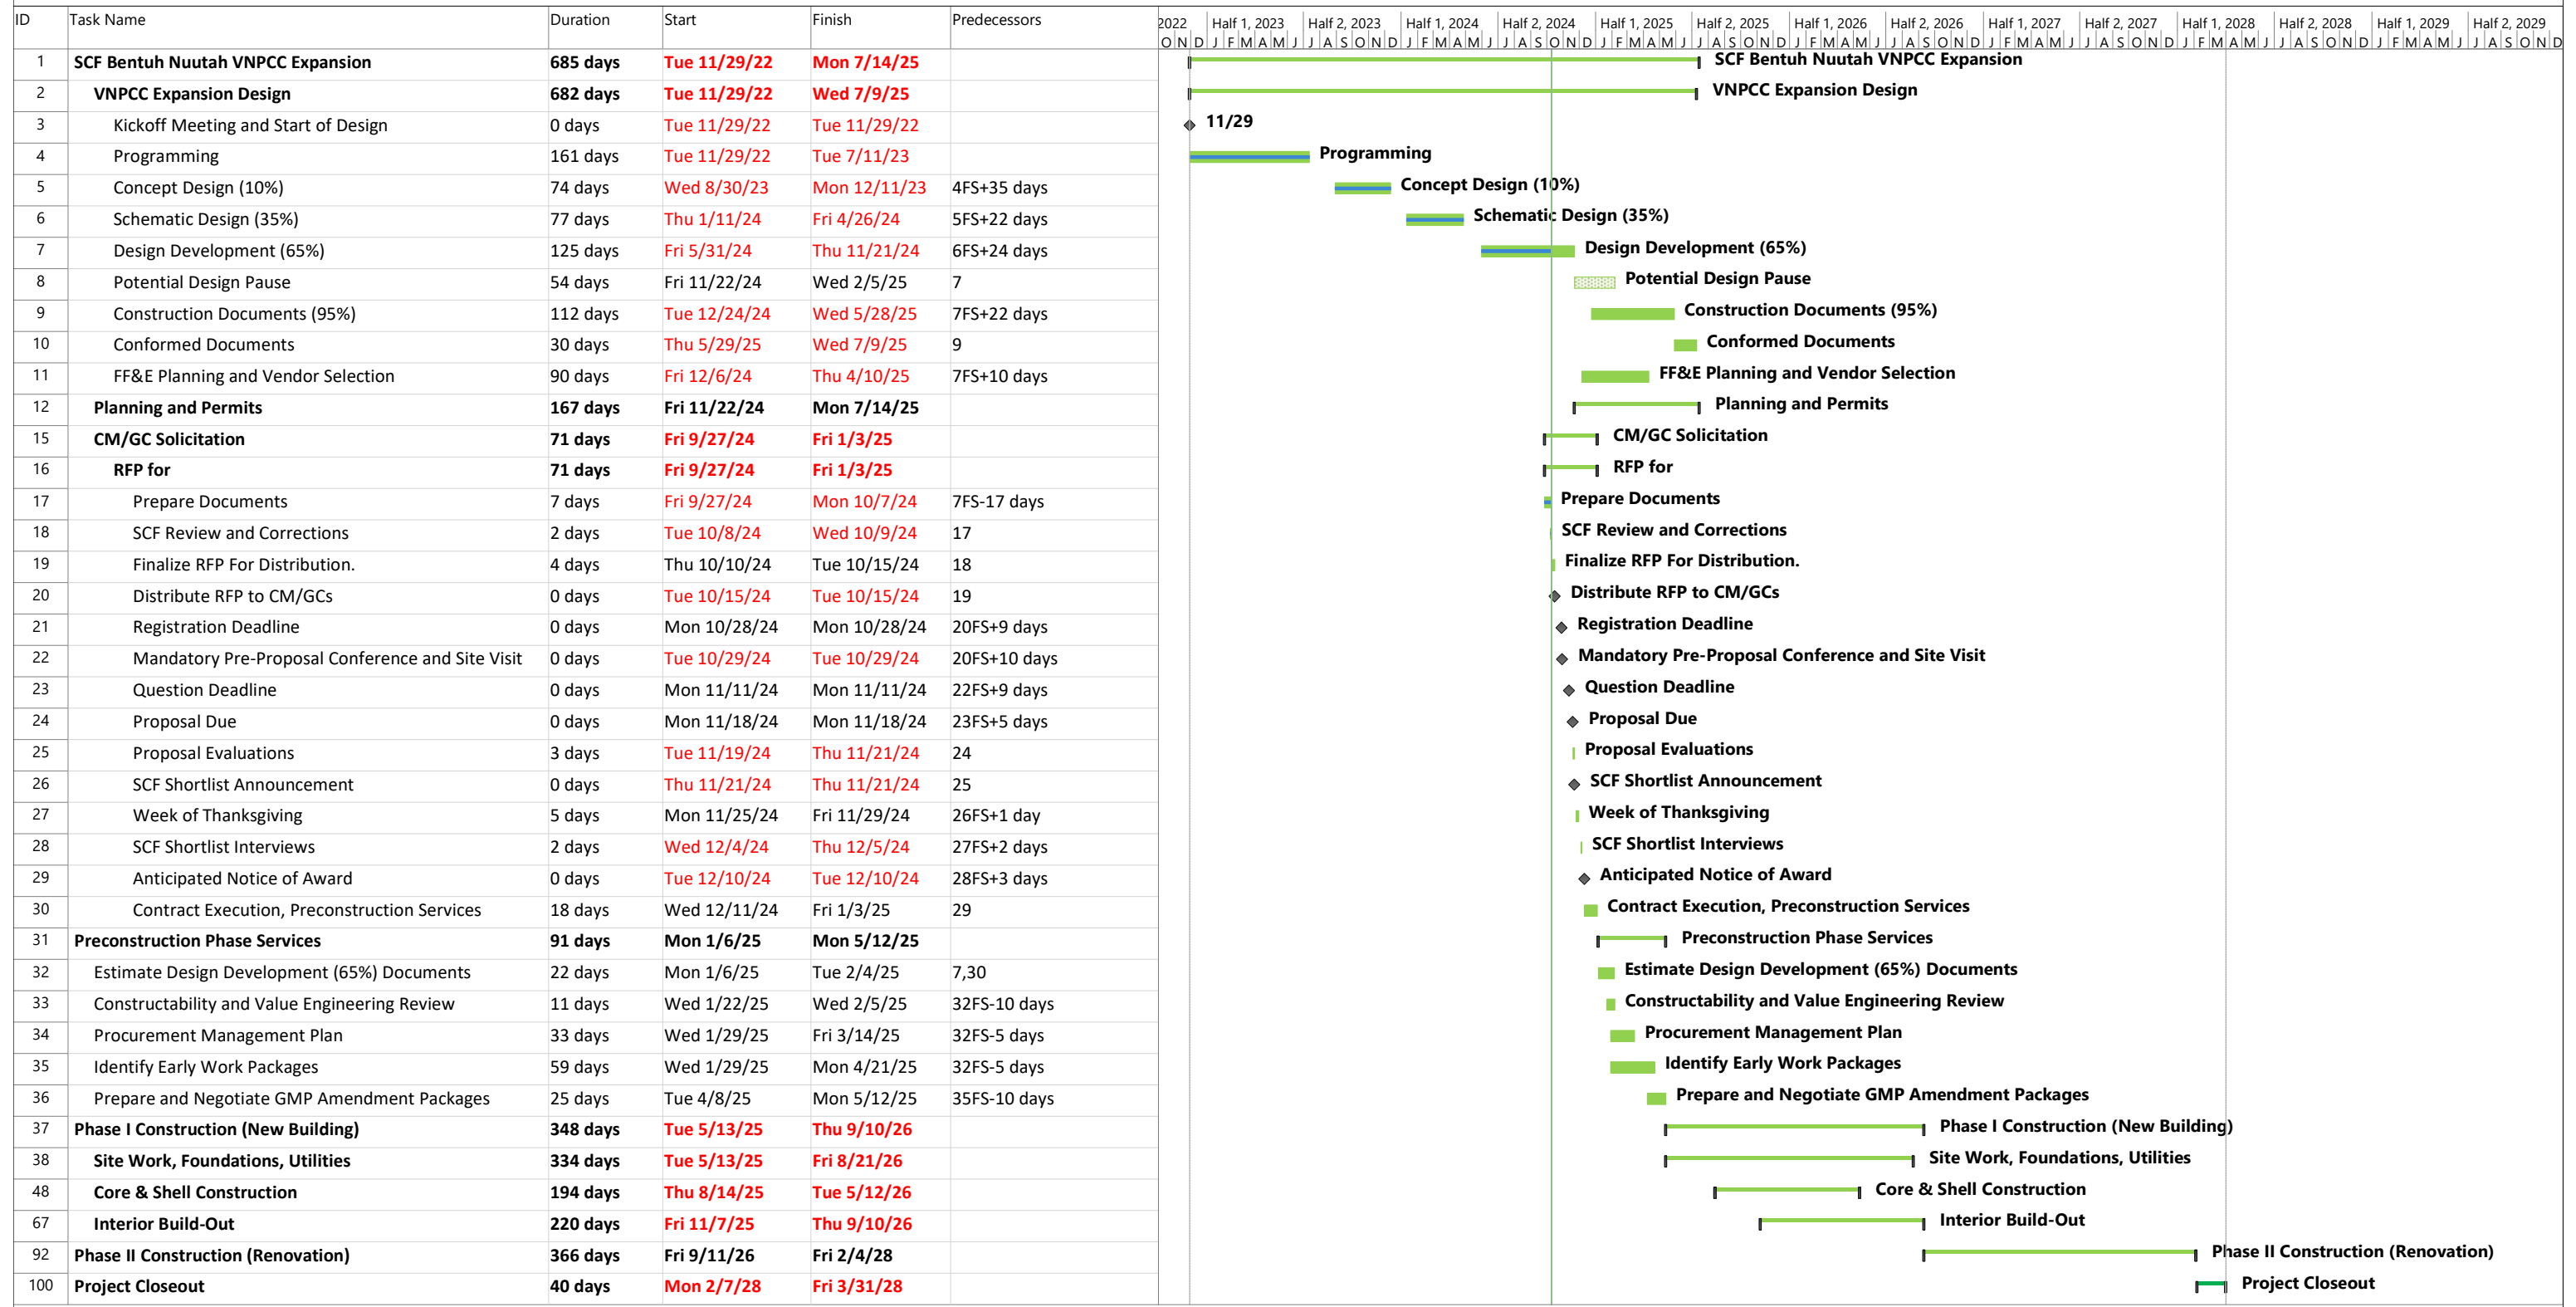 ID Task Name Duration Start Finish Predecessors 2022 Half 1, 2023 Half 2, 2023 Half 1, 2024 Half 2, 2024 Half 1, 2025 Half 2, 2025 Half 1, 2026 Half 2, 2026 Half 1, 2027 Half 2, 2027 Half 1, 2028 Half 2, 2028 Half 1, 2029 Half 2, 2029
O N D J F M A M J J A S O N D J F M A M J J A S O N D J F M A M J J A S O N D J F M A M J J A S O N D J F M A M J J A S O N D J F M A M J J A S O N D J F M A M J J A S O N D
1 SCF Bentuh Nuutah VNPCC Expansion 685 days Tue 11/29/22 Mon 7/14/25 SCF Bentuh Nuutah VNPCC Expansion
2 VNPCC Expansion Design 682 days Tue 11/29/22 Wed 7/9/25 VNPCC Expansion Design
3 Kickoff Meeting and Start of Design 0 days Tue 11/29/22 Tue 11/29/22 11/29
4 Programming 161 days Tue 11/29/22 Tue 7/11/23 Programming
5 Concept Design (10%) 74 days Wed 8/30/23 Mon 12/11/23 4FS+35 days Concept Design (10%)
6 Schematic Design (35%) 77 days Thu 1/11/24 Fri 4/26/24 5FS+22 days Schematic Design (35%)
7 Design Development (65%) 125 days Fri 5/31/24 Thu 11/21/24 6FS+24 days Design Development (65%)
8 Potential Design Pause 54 days Fri 11/22/24 Wed 2/5/25 7 Potential Design Pause
9 Construction Documents (95%) 112 days Tue 12/24/24 Wed 5/28/25 7FS+22 days Construction Documents (95%)
10 Conformed Documents 30 days Thu 5/29/25 Wed 7/9/25 9 Conformed Documents
11 FF&E Planning and Vendor Selection 90 days Fri 12/6/24 Thu 4/10/25 7FS+10 days FF&E Planning and Vendor Selection
12 Planning and Permits 167 days Fri 11/22/24 Mon 7/14/25 Planning and Permits
15 CM/GC Solicitation 71 days Fri 9/27/24 Fri 1/3/25 CM/GC Solicitation
16 RFP for 71 days Fri 9/27/24 Fri 1/3/25 RFP for
17 Prepare Documents 7 days Fri 9/27/24 Mon 10/7/24 7FS-17 days Prepare Documents
18 SCF Review and Corrections 2 days Tue 10/8/24 Wed 10/9/24 17 SCF Review and Corrections
19 Finalize RFP For Distribution. 4 days Thu 10/10/24 Tue 10/15/24 18 Finalize RFP For Distribution.
20 Distribute RFP to CM/GCs 0 days Tue 10/15/24 Tue 10/15/24 19 Distribute RFP to CM/GCs
21 Registration Deadline 0 days Mon 10/28/24 Mon 10/28/24 20FS+9 days Registration Deadline
22 Mandatory Pre-Proposal Conference and Site Visit 0 days Tue 10/29/24 Tue 10/29/24 20FS+10 days Mandatory Pre-Proposal Conference and Site Visit
23 Question Deadline 0 days Mon 11/11/24 Mon 11/11/24 22FS+9 days Question Deadline
24 Proposal Due 0 days Mon 11/18/24 Mon 11/18/24 23FS+5 days Proposal Due
25 Proposal Evaluations 3 days Tue 11/19/24 Thu 11/21/24 24 Proposal Evaluations
26 SCF Shortlist Announcement 0 days Thu 11/21/24 Thu 11/21/24 25 SCF Shortlist Announcement
27 Week of Thanksgiving 5 days Mon 11/25/24 Fri 11/29/24 26FS+1 day Week of Thanksgiving
28 SCF Shortlist Interviews 2 days Wed 12/4/24 Thu 12/5/24 27FS+2 days SCF Shortlist Interviews
29 Anticipated Notice of Award 0 days Tue 12/10/24 Tue 12/10/24 28FS+3 days Anticipated Notice of Award
30 Contract Execution, Preconstruction Services 18 days Wed 12/11/24 Fri 1/3/25 29 Contract Execution, Preconstruction Services
31 Preconstruction Phase Services 91 days Mon 1/6/25 Mon 5/12/25 Preconstruction Phase Services
32 Estimate Design Development (65%) Documents 22 days Mon 1/6/25 Tue 2/4/25 7,30 Estimate Design Development (65%) Documents
33 Constructability and Value Engineering Review 11 days Wed 1/22/25 Wed 2/5/25 32FS-10 days Constructability and Value Engineering Review
34 Procurement Management Plan 33 days Wed 1/29/25 Fri 3/14/25 32FS-5 days Procurement Management Plan
35 Identify Early Work Packages 59 days Wed 1/29/25 Mon 4/21/25 32FS-5 days Identify Early Work Packages
36 Prepare and Negotiate GMP Amendment Packages 25 days Tue 4/8/25 Mon 5/12/25 35FS-10 days Prepare and Negotiate GMP Amendment Packages
37 Phase I Construction (New Building) 348 days Tue 5/13/25 Thu 9/10/26 Phase I Construction (New Building)
38 Site Work, Foundations, Utilities 334 days Tue 5/13/25 Fri 8/21/26 Site Work, Foundations, Utilities
48 Core & Shell Construction 194 days Thu 8/14/25 Tue 5/12/26 Core & Shell Construction
67 Interior Build-Out 220 days Fri 11/7/25 Thu 9/10/26 Interior Build-Out
92 Phase II Construction (Renovation) 366 days Fri 9/11/26 Fri 2/4/28 Phase II Construction (Renovation)
100 Project Closeout 40 days Mon 2/7/28 Fri 3/31/28 Project Closeout